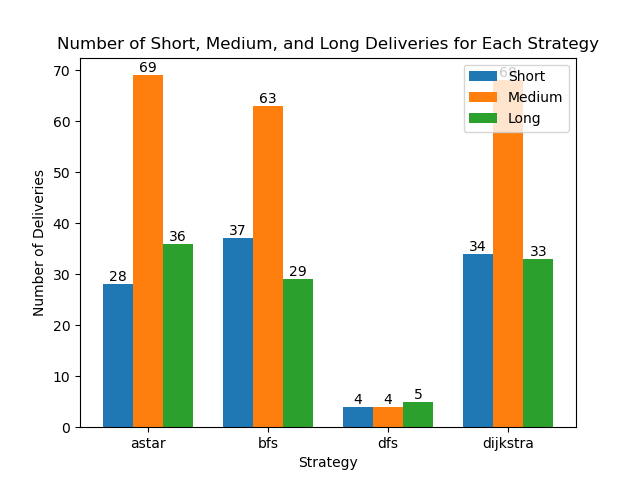 Number of Short, Medium, and Long Deliveries for Each Strategy
Number of Deliveries
70
60
50
40
30
20
10
0
28
69
36
37
63
29
4
4
5
34
68
33
Short
Medium
Long
astar
bfs
dfs
dijkstra
Strategy